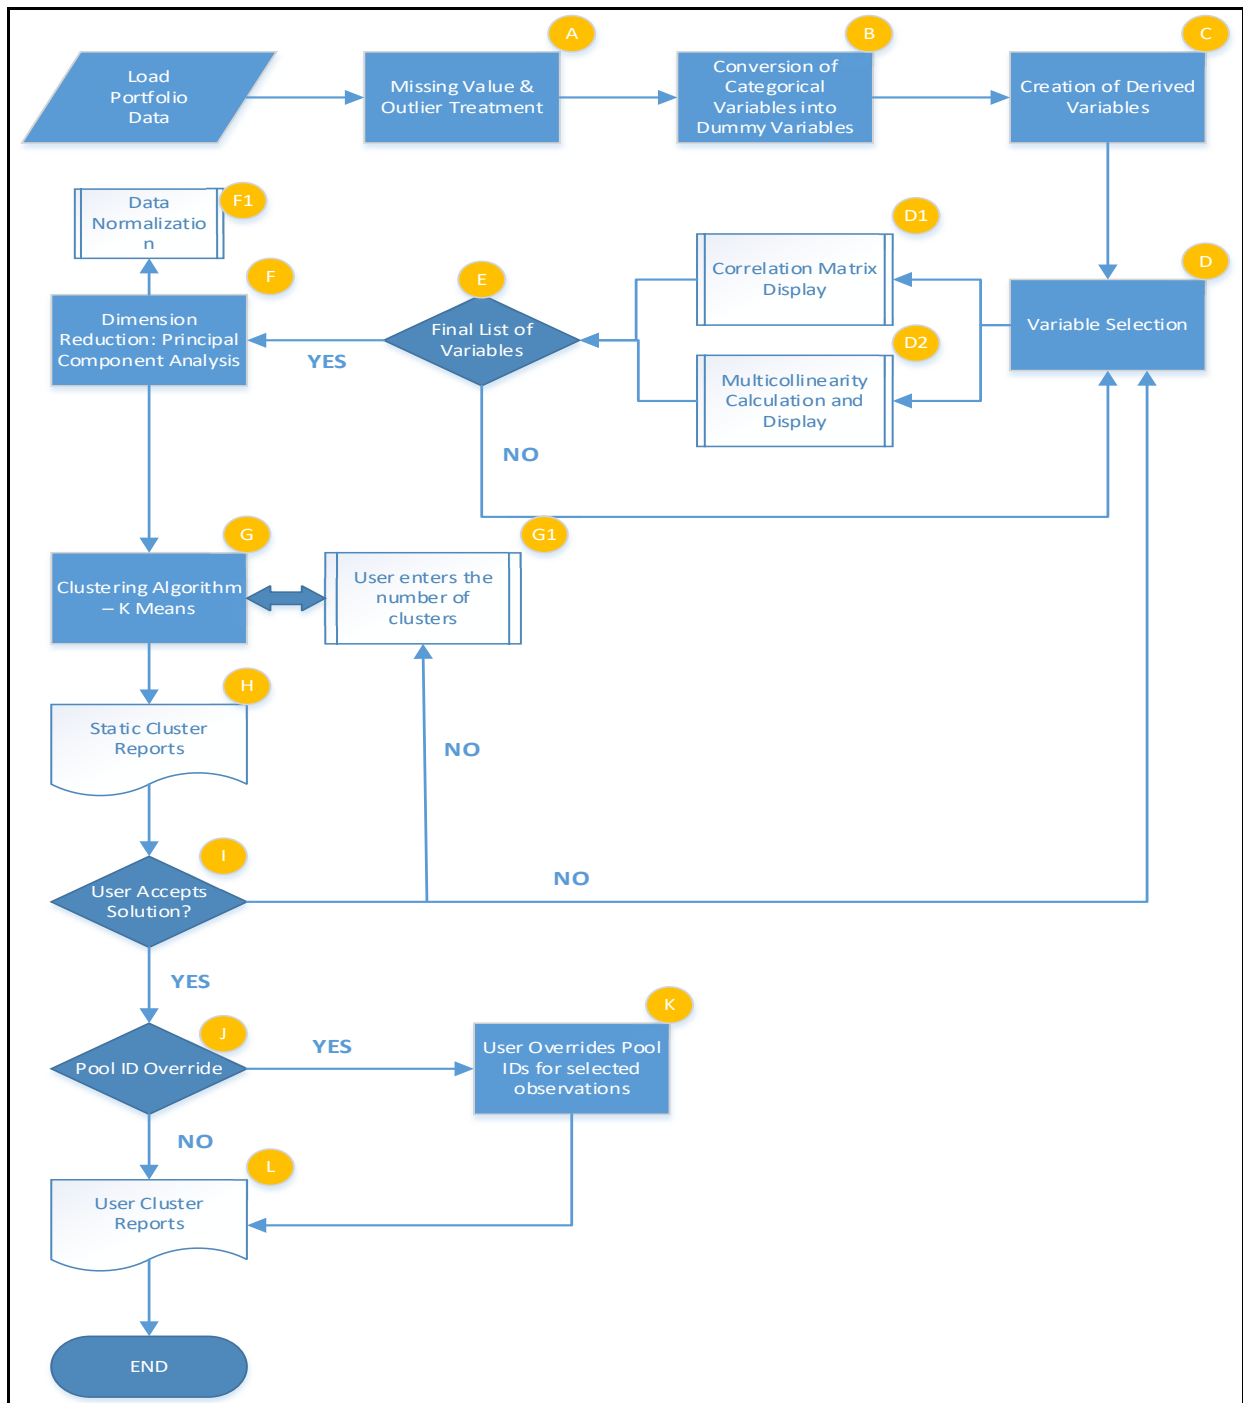 A
B
C
Load
Portfolio
Data
Missing Value &
Outlier Treatment
Conversion of
Categorical
Variables into
Dummy Variables
Creation of Derived
Variables
F1
Data
Normalizatio
n
D1
Correlation Matrix
Display
D
Variable Selection
F
Dimension
Reduction: Principal
Component Analysis
YES
E
Final List of
Variables
NO
D2
Multicollinearity
Calculation and
Display
G
Clustering Algorithm
– K Means
G1
User enters the
number of
clusters
H
Static Cluster
Reports
NO
I
User Accepts
Solution?
NO
YES
J
Pool ID Override
YES
K
User Overrides Pool
IDs for selected
observations
NO
L
User Cluster
Reports
END